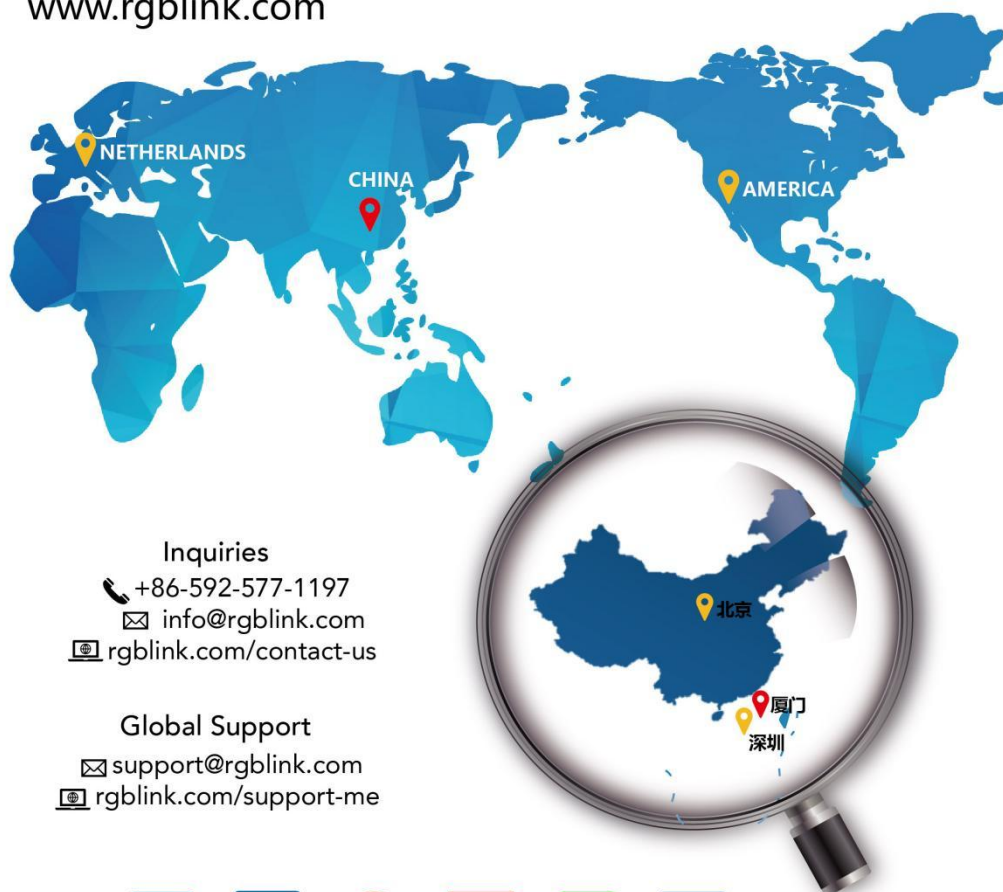 www.rgblink.com
NETHERLANDS
CHINA
AMERICA
Inquiries
+86-592-577-1197
info@rgblink.com
rgblink.com/contact-us
Global Support
support@rgblink.com
rgblink.com/support-me
北京
厦门
深圳